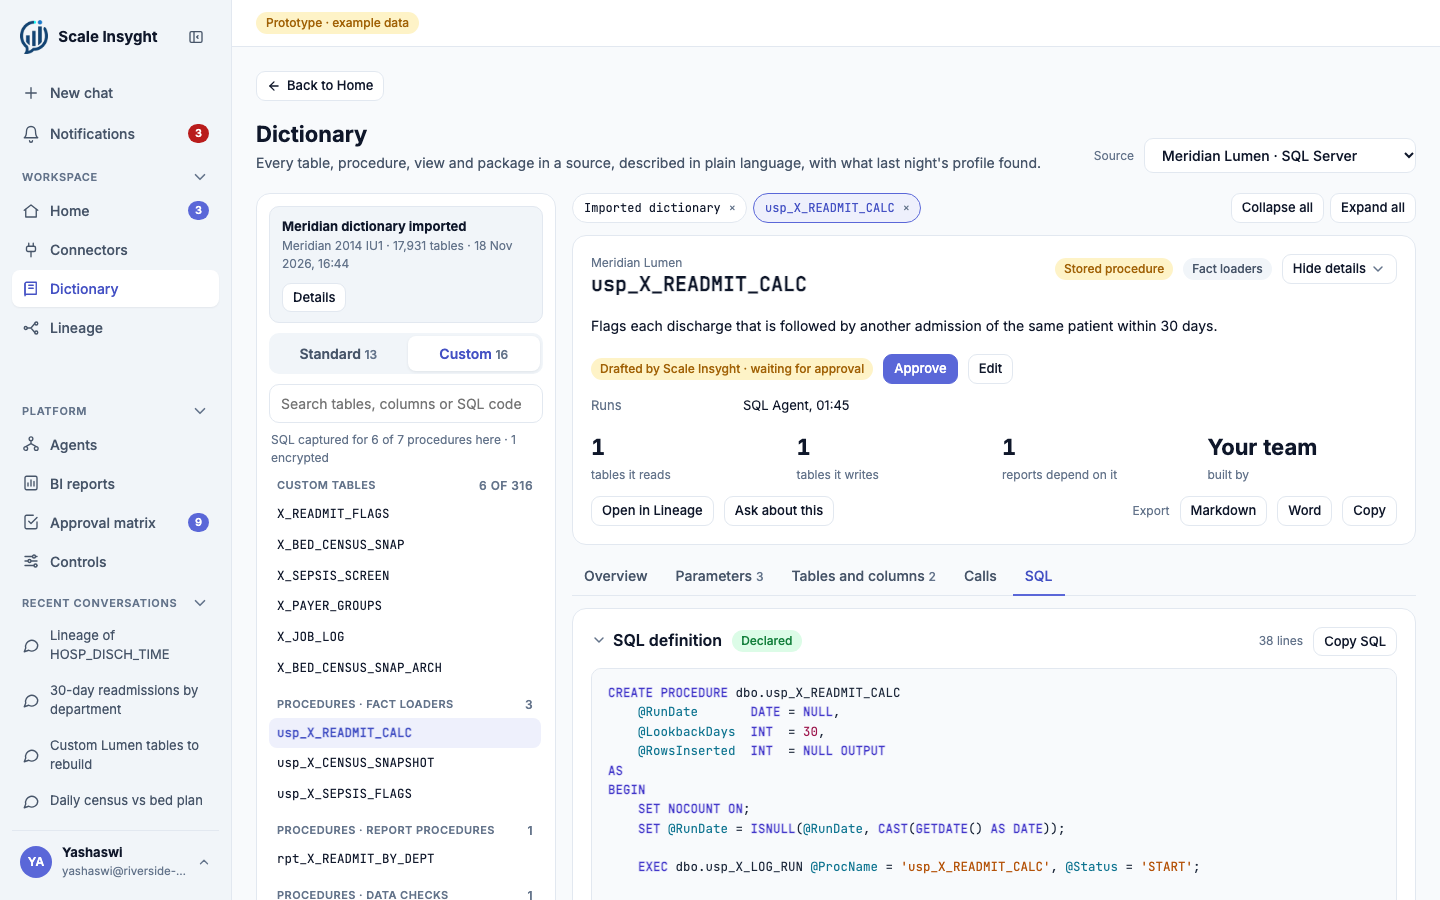 Scale Insyght
New chat
Notifications 3
WORKSPACE
Home 3
Connectors
Dictionary
Lineage
PLATFORM
Agents
BI reports
Approval matrix 9
Controls
RECENT CONVERSATIONS
Lineage of
HOSP_DISCH_TIME
30-day readmissions by
department
Custom Lumen tables to
rebuild
Daily census vs bed plan
YA
Yashaswi
yashaswi@riverside-...
Prototype · example data
Back to Home
Dictionary
Every table, procedure, view and package in a source, described in plain language, with what last night's profile found.
Source
Meridian Lumen · SQL Server
Meridian dictionary imported
Meridian 2014 IU1 · 17,931 tables · 18 Nov
2026, 16:44
Details
Standard 13
Custom 16
Search tables, columns or SQL code
SQL captured for 6 of 7 procedures here · 1
encrypted
CUSTOM TABLES 6 OF 316
X_READMIT_FLAGS
X_BED_CENSUS_SNAP
X_SEPSIS_SCREEN
X_PAYER_GROUPS
X_JOB_LOG
X_BED_CENSUS_SNAP_ARCH
PROCEDURES · FACT LOADERS 3
usp_X_READMIT_CALC
usp_X_CENSUS_SNAPSHOT
usp_X_SEPSIS_FLAGS
PROCEDURES · REPORT PROCEDURES 1
rpt_X_READMIT_BY_DEPT
PROCEDURES · DATA CHECKS 1
Imported dictionary ×
usp_X_READMIT_CALC ×
Collapse all
Expand all
Meridian Lumen
usp_X_READMIT_CALC
Stored procedure
Fact loaders
Hide details
Flags each discharge that is followed by another admission of the same patient within 30 days.
Drafted by Scale Insyght · waiting for approval
Approve
Edit
Runs SQL Agent, 01:45
1
tables it reads
1
tables it writes
1
reports depend on it
Your team
built by
Open in Lineage
Ask about this
Export
Markdown
Word
Copy
Overview
Parameters 3
Tables and columns 2
Calls
SQL
SQL definition
Declared
38 lines
Copy SQL
CREATE PROCEDURE dbo.usp_X_READMIT_CALC
    @RunDate       DATE = NULL,
    @LookbackDays  INT  = 30,
    @RowsInserted  INT  = NULL OUTPUT
AS
BEGIN
    SET NOCOUNT ON;
    SET @RunDate = ISNULL(@RunDate, CAST(GETDATE() AS DATE));
    EXEC dbo.usp_X_LOG_RUN @ProcName = 'usp_X_READMIT_CALC', @Status = 'START';